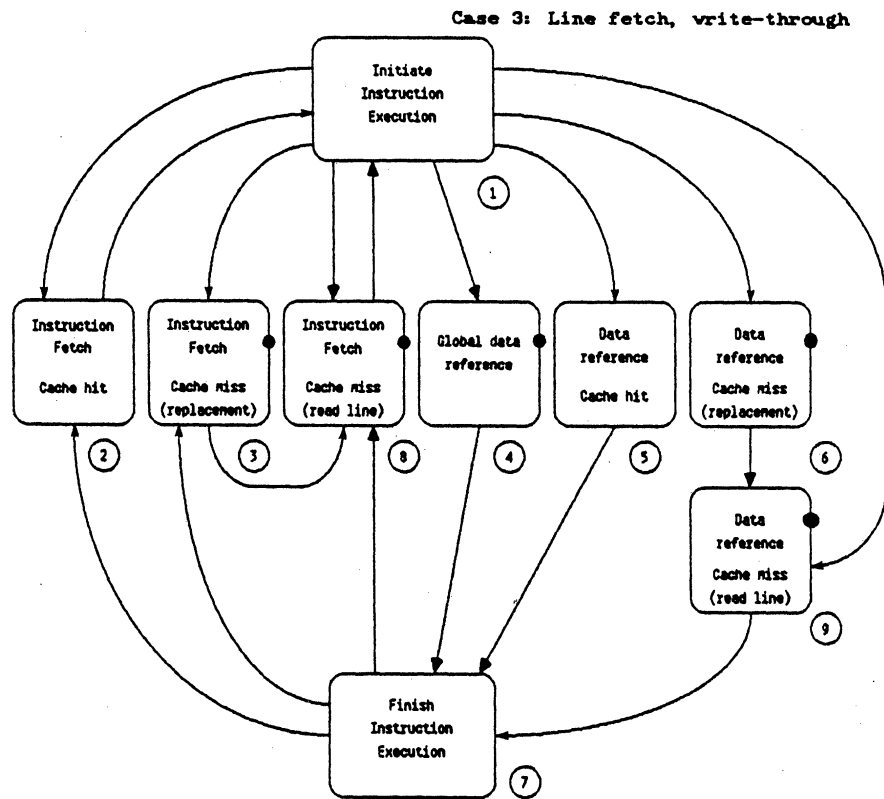 Case 3: Line fetch, write-through
Initiate
Instruction
Execution
1
Instruction
Fetch
Cache hit
2
Instruction
Fetch
Cache miss
(replacement)
3
Instruction
Fetch
Cache miss
(read line)
8
Global data
reference
4
Data
reference
Cache hit
5
Data
reference
Cache miss
(replacement)
6
Data
reference
Cache miss
(read line)
9
Finish
Instruction
Execution
7